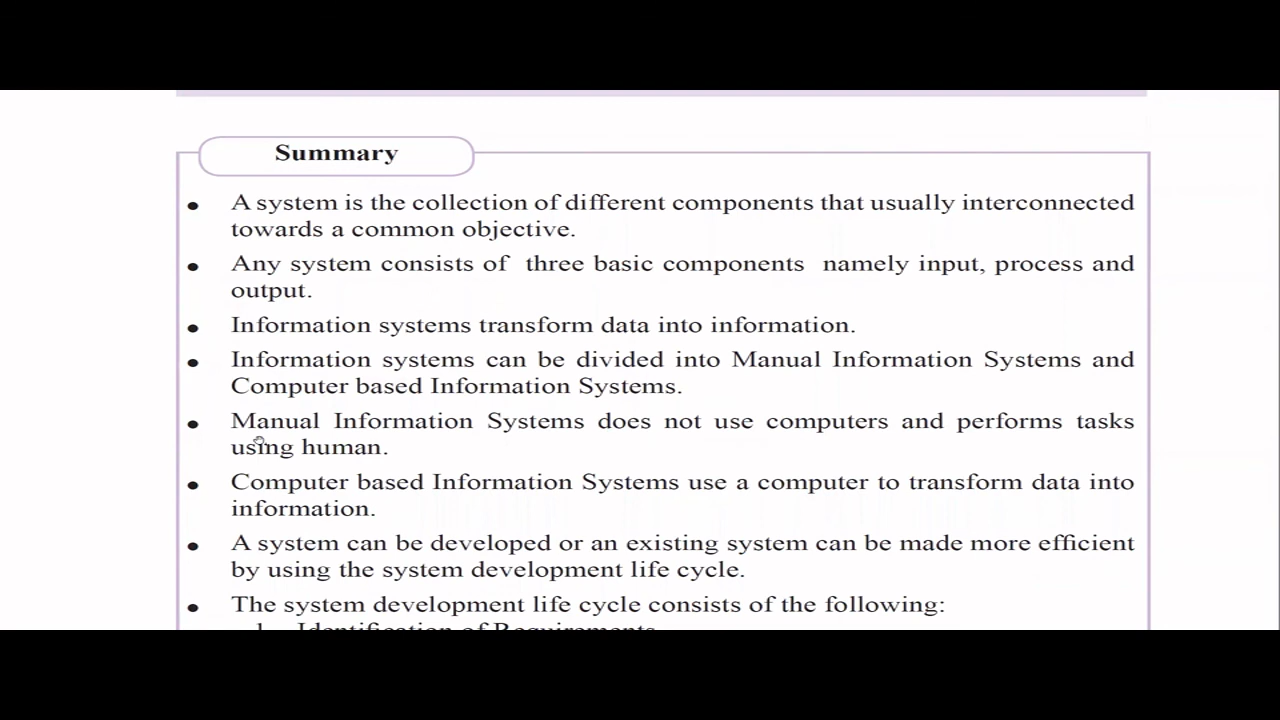 Summary
● A system is the collection of different components that usually interconnected
towards a common objective.
● Any system consists of three basic components namely input, process and
output.
● Information systems transform data into information.
● Information systems can be divided into Manual Information Systems and
Computer based Information Systems.
● Manual Information Systems does not use computers and performs tasks
using human.
● Computer based Information Systems use a computer to transform data into
information.
● A system can be developed or an existing system can be made more efficient
by using the system development life cycle.
● The system development life cycle consists of the following:
1. Identification of Requirements